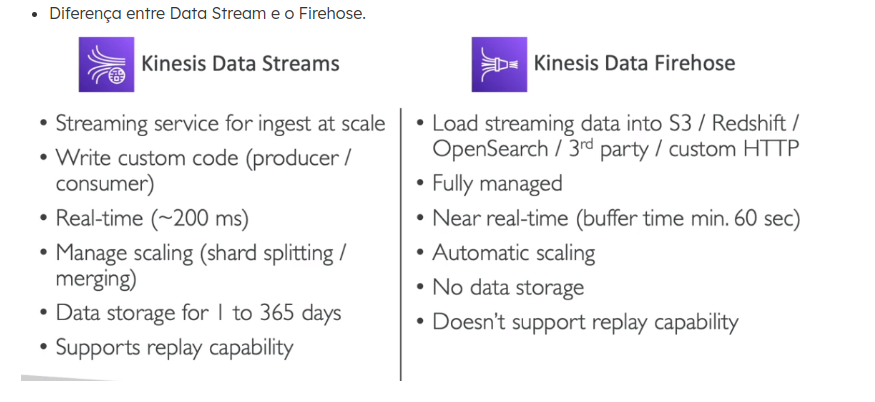 • Diferença entre Data Stream e o Firehose.
Kinesis Data Streams
• Streaming service for ingest at scale
• Write custom code (producer /
consumer)
• Real-time (~200 ms)
• Manage scaling (shard splitting /
merging)
• Data storage for 1 to 365 days
• Supports replay capability
Kinesis Data Firehose
• Load streaming data into S3 / Redshift /
OpenSearch / 3rd party / custom HTTP
• Fully managed
• Near real-time (buffer time min. 60 sec)
• Automatic scaling
• No data storage
• Doesn't support replay capability